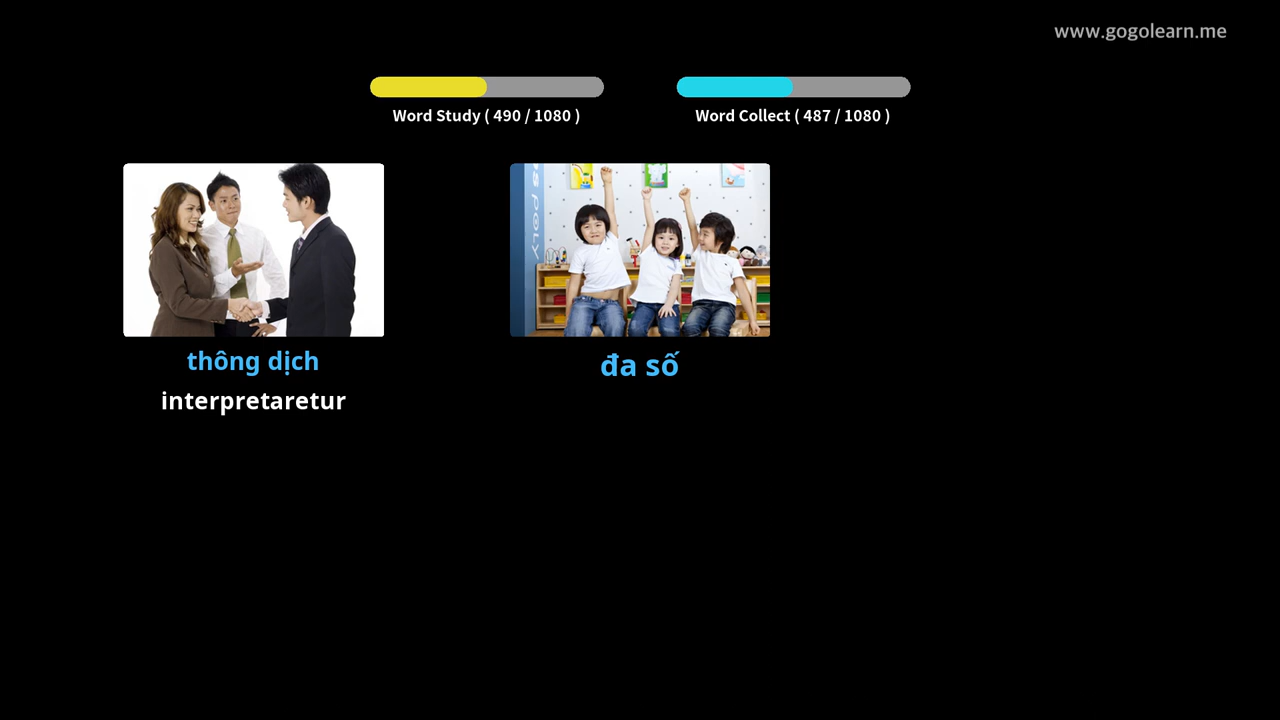 www.gogolearn.me
Word Study ( 490 / 1080 )
Word Collect ( 487 / 1080 )
thông dịch
interpretaretur
đa số